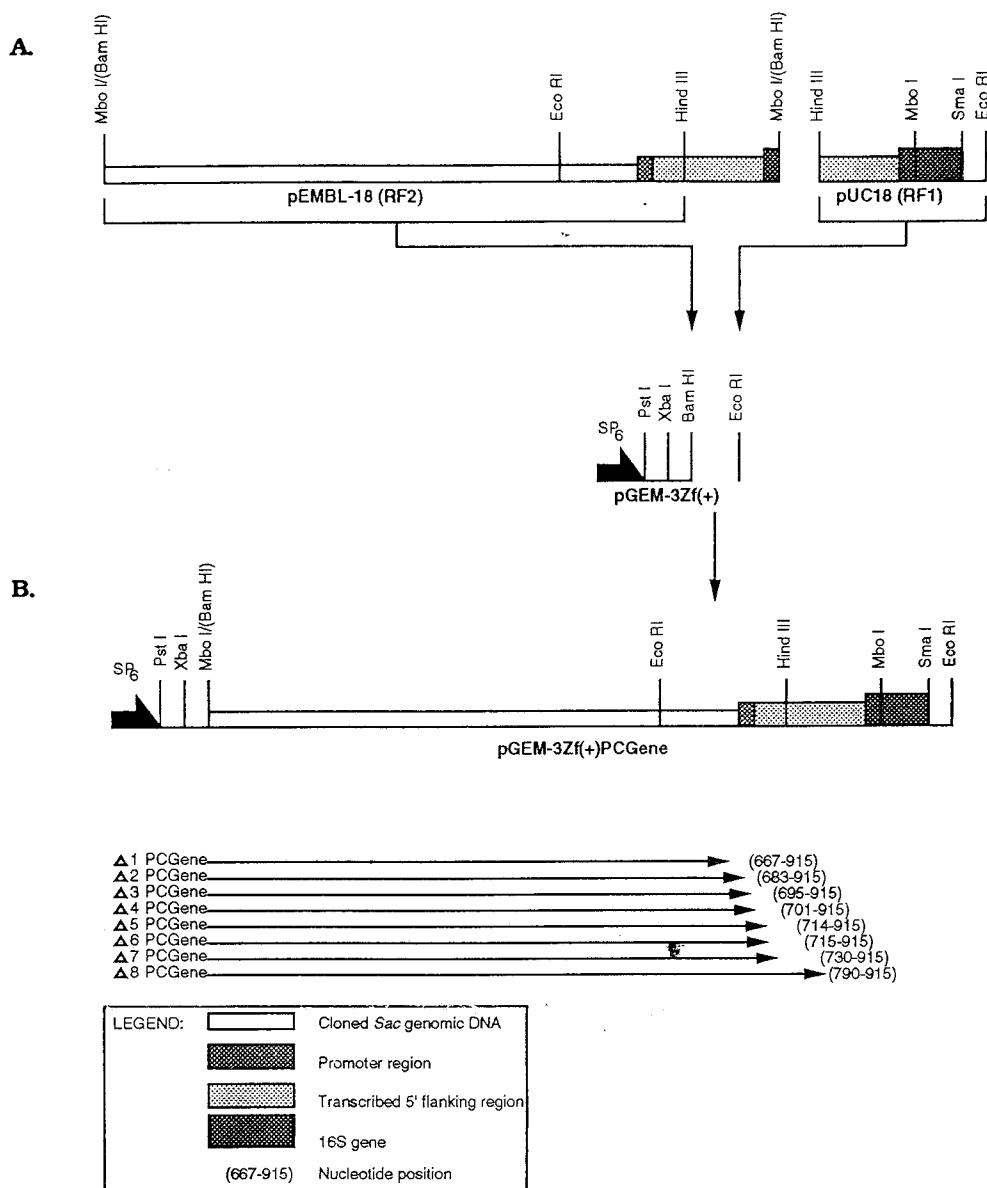 A.
Mbo I/(Bam HI)
Eco RI
Hind III
Mbo I/(Bam HI)
Hind III
Mbo I
Sma I
Eco RI
pEMBL-18 (RF2)
pUC18 (RF1)
SP6
Pst I
Xba I
Bam HI
Eco RI
pGEM-3Zf(+)
B.
SP6
Pst I
Xba I
Mbo I/(Bam HI)
Eco RI
Hind III
Mbo I
Sma I
Eco RI
pGEM-3Zf(+)PCGene
Δ1 PCGene (667-915)
Δ2 PCGene (683-915)
Δ3 PCGene (695-915)
Δ4 PCGene (701-915)
Δ5 PCGene (714-915)
Δ6 PCGene (715-915)
Δ7 PCGene (730-915)
Δ8 PCGene (790-915)
LEGEND: Cloned Sac genomic DNA
Promoter region
Transcribed 5' flanking region
16S gene
(667-915) Nucleotide position